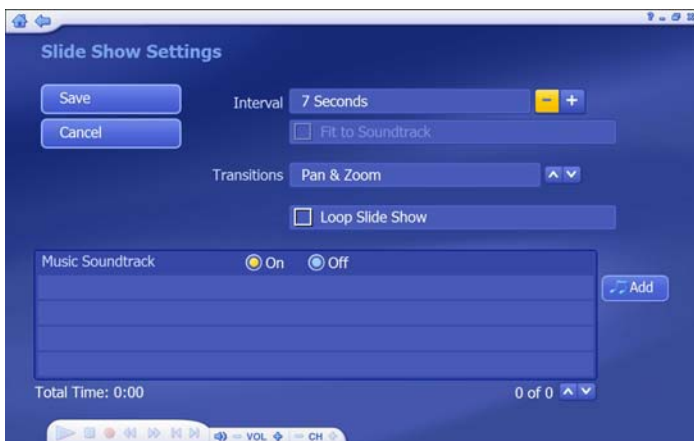 ?
Slide Show Settings
Save
Interval 7 Seconds - +
Cancel
Fit to Soundtrack
Transitions Pan & Zoom
Loop Slide Show
Music Soundtrack On Off
Add
Total Time: 0:00 0 of 0
– VOL + – CH +